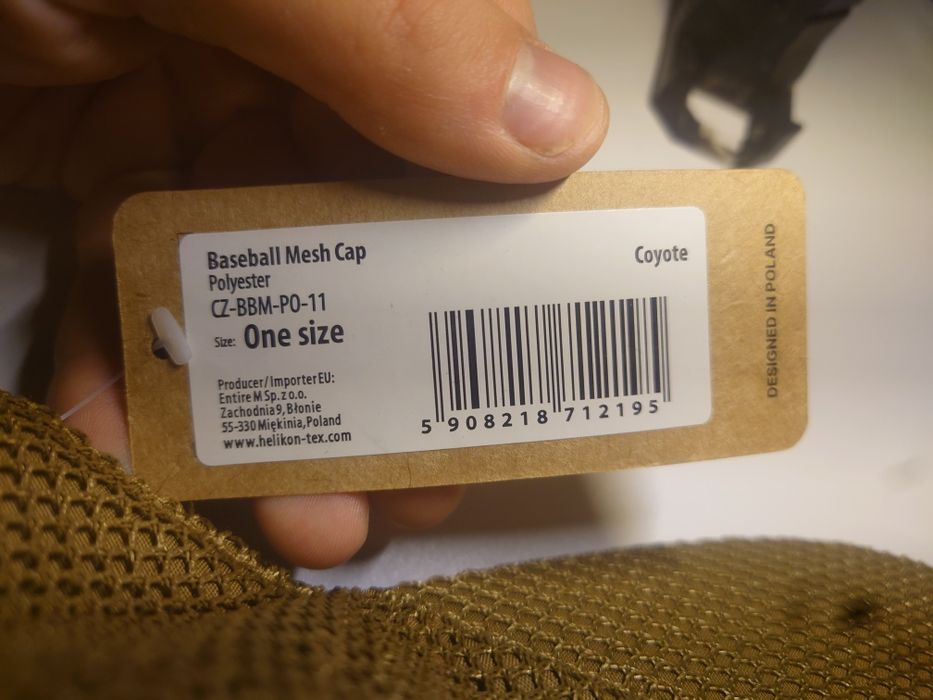 Baseball Mesh Cap
Coyote
Polyester
CZ-BBM-PO-11
Size: One size
Producer/Importer EU:
Entire M Sp. z o.o.
Zachodnia 9, Błonie
55-330 Miękinia, Poland
www.helikon-tex.com
5 908218 712195
DESIGNED IN POLAND